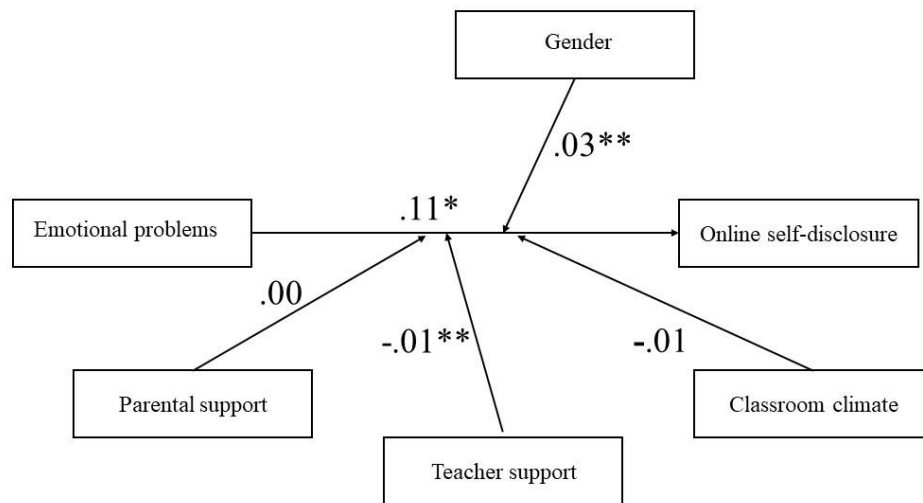 Gender
.03**
.11*
Emotional problems
Online self-disclosure
.00
-.01**
-.01
Parental support
Classroom climate
Teacher support